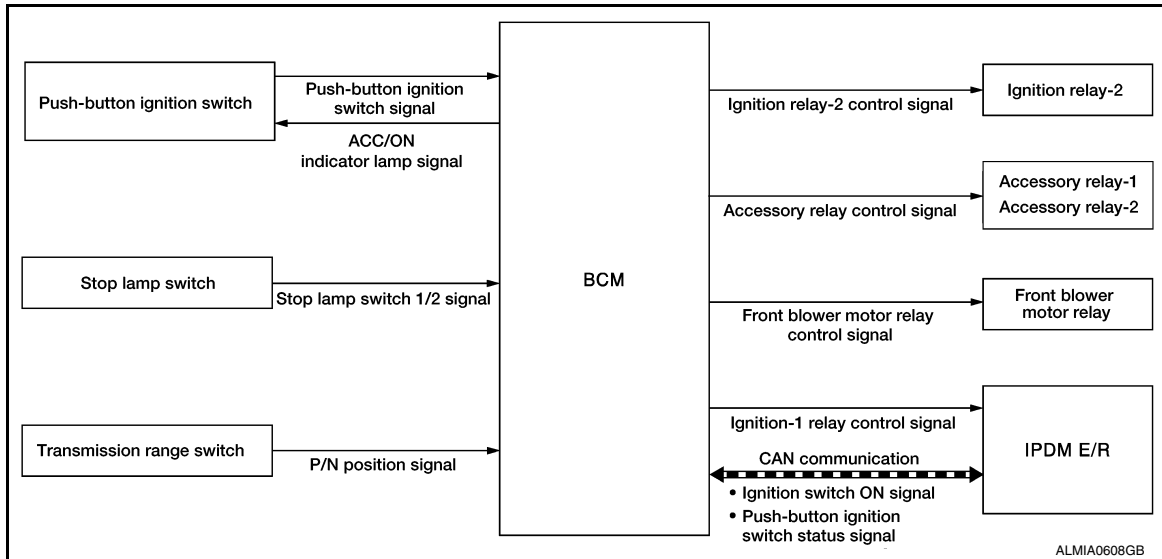 Push-button ignition switch
Push-button ignition
switch signal
ACC/ON
indicator lamp signal
Stop lamp switch
Stop lamp switch 1/2 signal
Transmission range switch
P/N position signal
BCM
Ignition relay-2 control signal
Ignition relay-2
Accessory relay control signal
Accessory relay-1
Accessory relay-2
Front blower motor relay
control signal
Front blower
motor relay
Ignition-1 relay control signal
CAN communication
• Ignition switch ON signal
• Push-button ignition
switch status signal
IPDM E/R
ALMIA0608GB